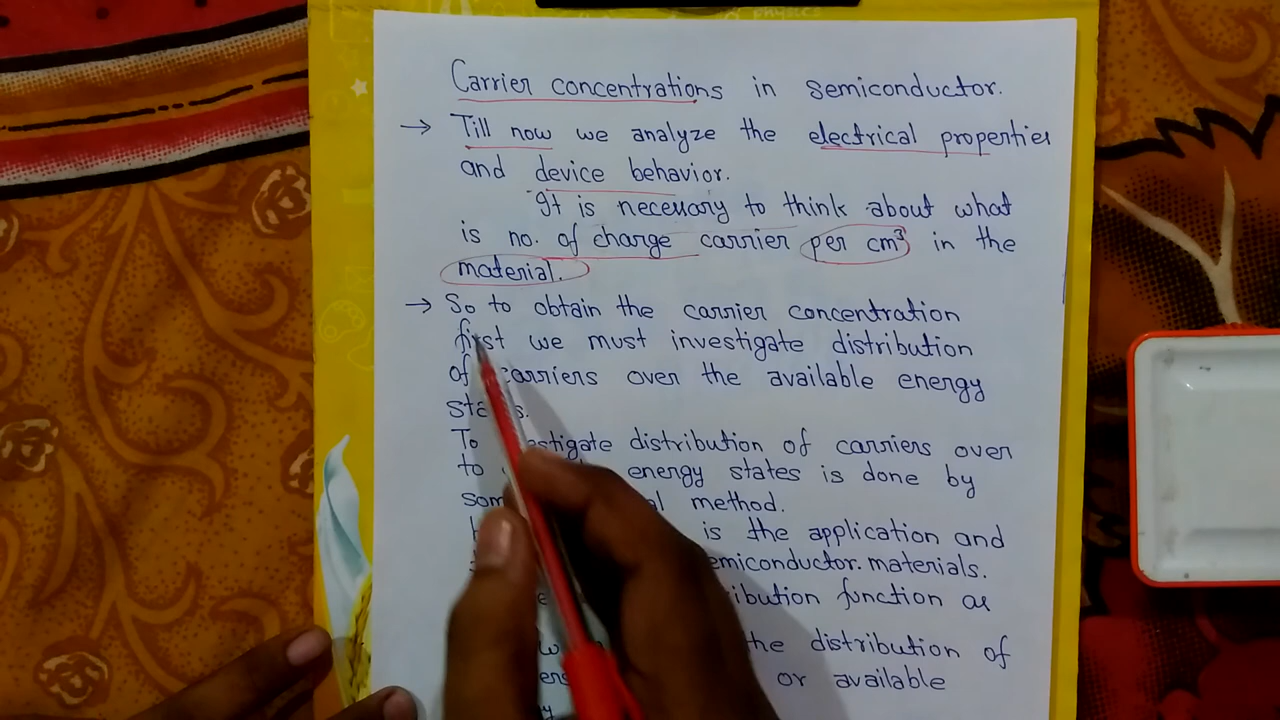 PHYSICS
Carrier concentrations in semiconductor.
→ Till now we analyze the electrical properties
and device behavior.
It is necessary to think about what
is no. of charge carrier per cm³ in the
material.
→ So to obtain the carrier concentration
first we must investigate distribution
of carriers over the available energy
To distribution of carriers over
to energy states is done by
method.
is the application and
semiconductor materials.
function as
the distribution of
or available